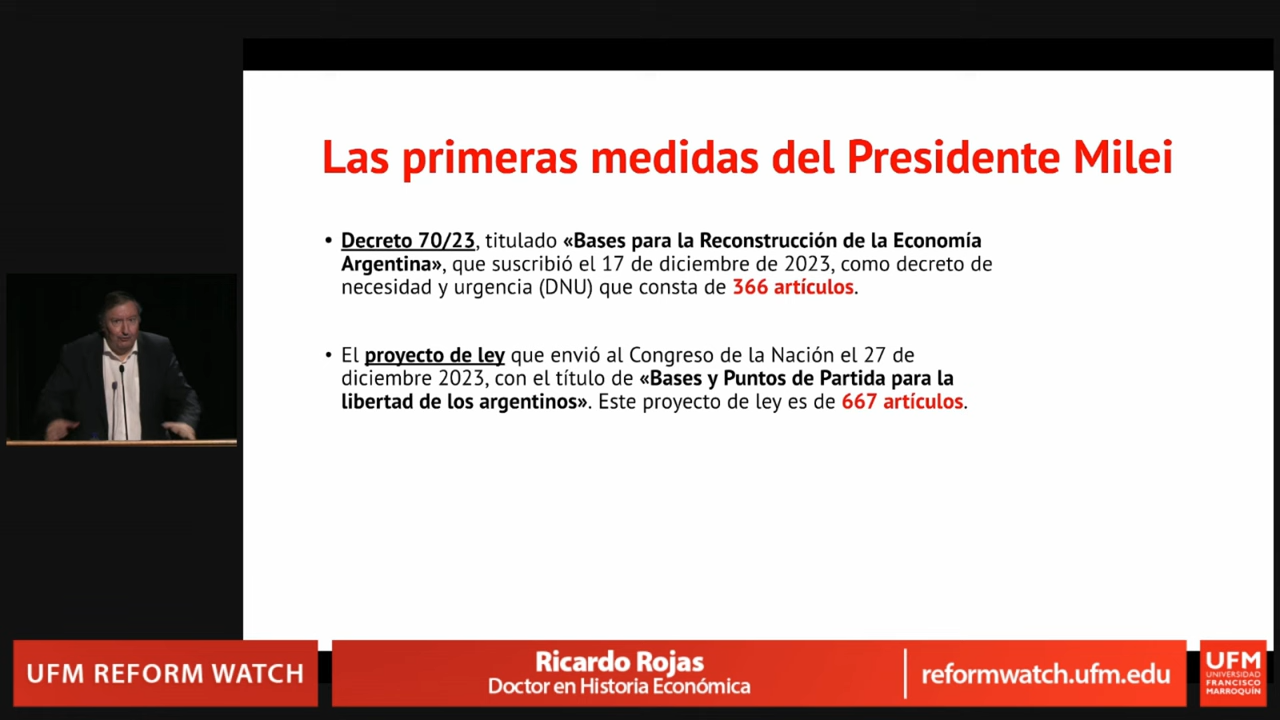 Las primeras medidas del Presidente Milei
• Decreto 70/23, titulado «Bases para la Reconstrucción de la Economía
Argentina», que suscribió el 17 de diciembre de 2023, como decreto de
necesidad y urgencia (DNU) que consta de 366 artículos.
• El proyecto de ley que envió al Congreso de la Nación el 27 de
diciembre 2023, con el título de «Bases y Puntos de Partida para la
libertad de los argentinos». Este proyecto de ley es de 667 artículos.
UFM REFORM WATCH
Ricardo Rojas
Doctor en Historia Económica
reformwatch.ufm.edu
UFM
UNIVERSIDAD
FRANCISCO
MARROQUÍN